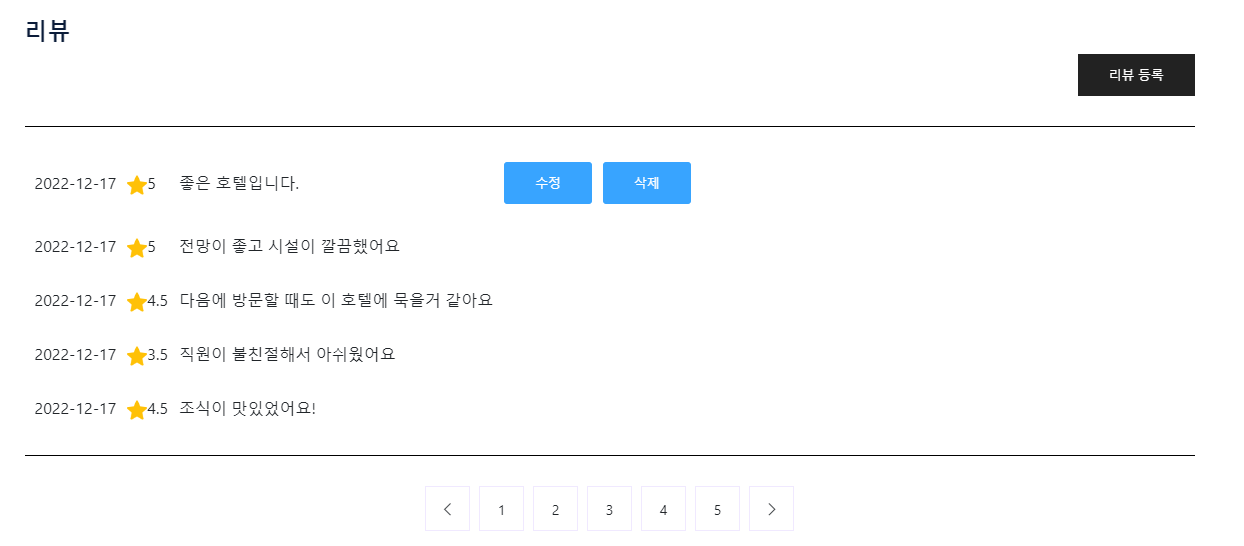 리뷰
리뷰 등록
2022-12-17 5 좋은 호텔입니다. 수정 삭제
2022-12-17 5 전망이 좋고 시설이 깔끔했어요
2022-12-17 4.5 다음에 방문할 때도 이 호텔에 묵을거 같아요
2022-12-17 3.5 직원이 불친절해서 아쉬웠어요
2022-12-17 4.5 조식이 맛있었어요!
1 2 3 4 5